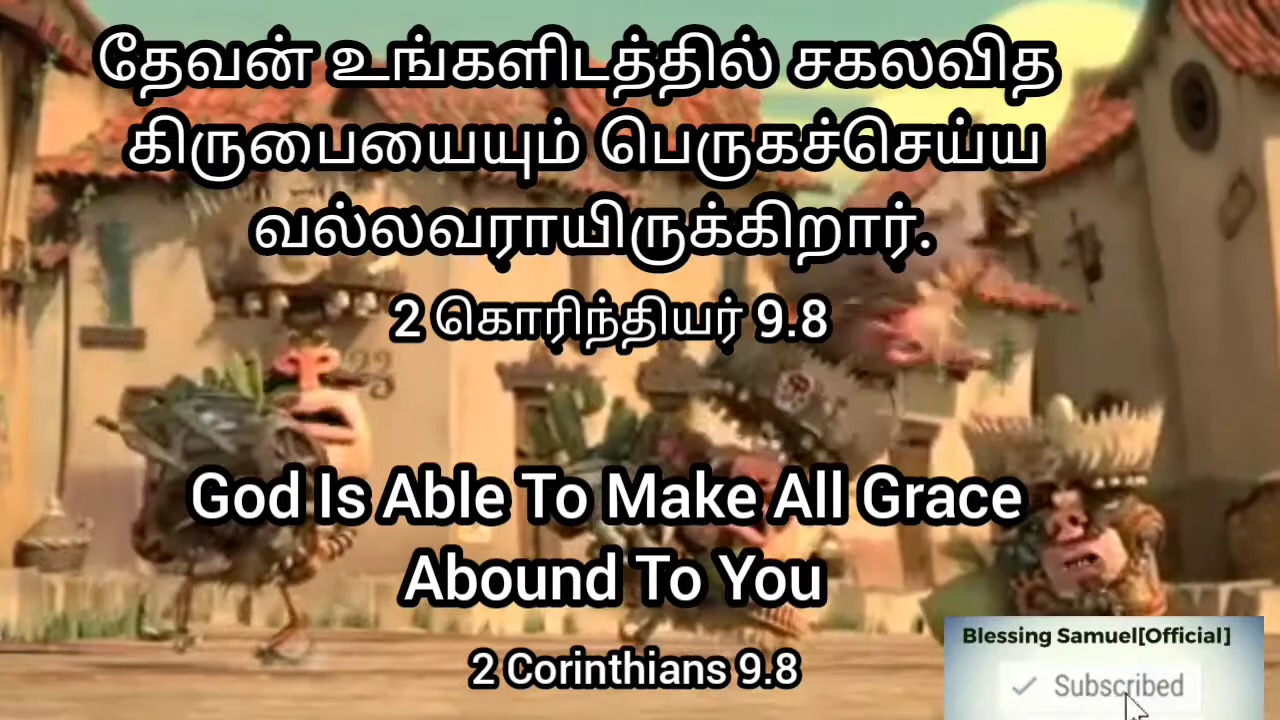 தேவன் உங்களிடத்தில் சகலவித
கிருபையையும் பெருகச்செய்ய
வல்லவராயிருக்கிறார்.
2 கொரிந்தியர் 9.8
God Is Able To Make All Grace
Abound To You
2 Corinthians 9.8
Blessing Samuel[Official]
Subscribed